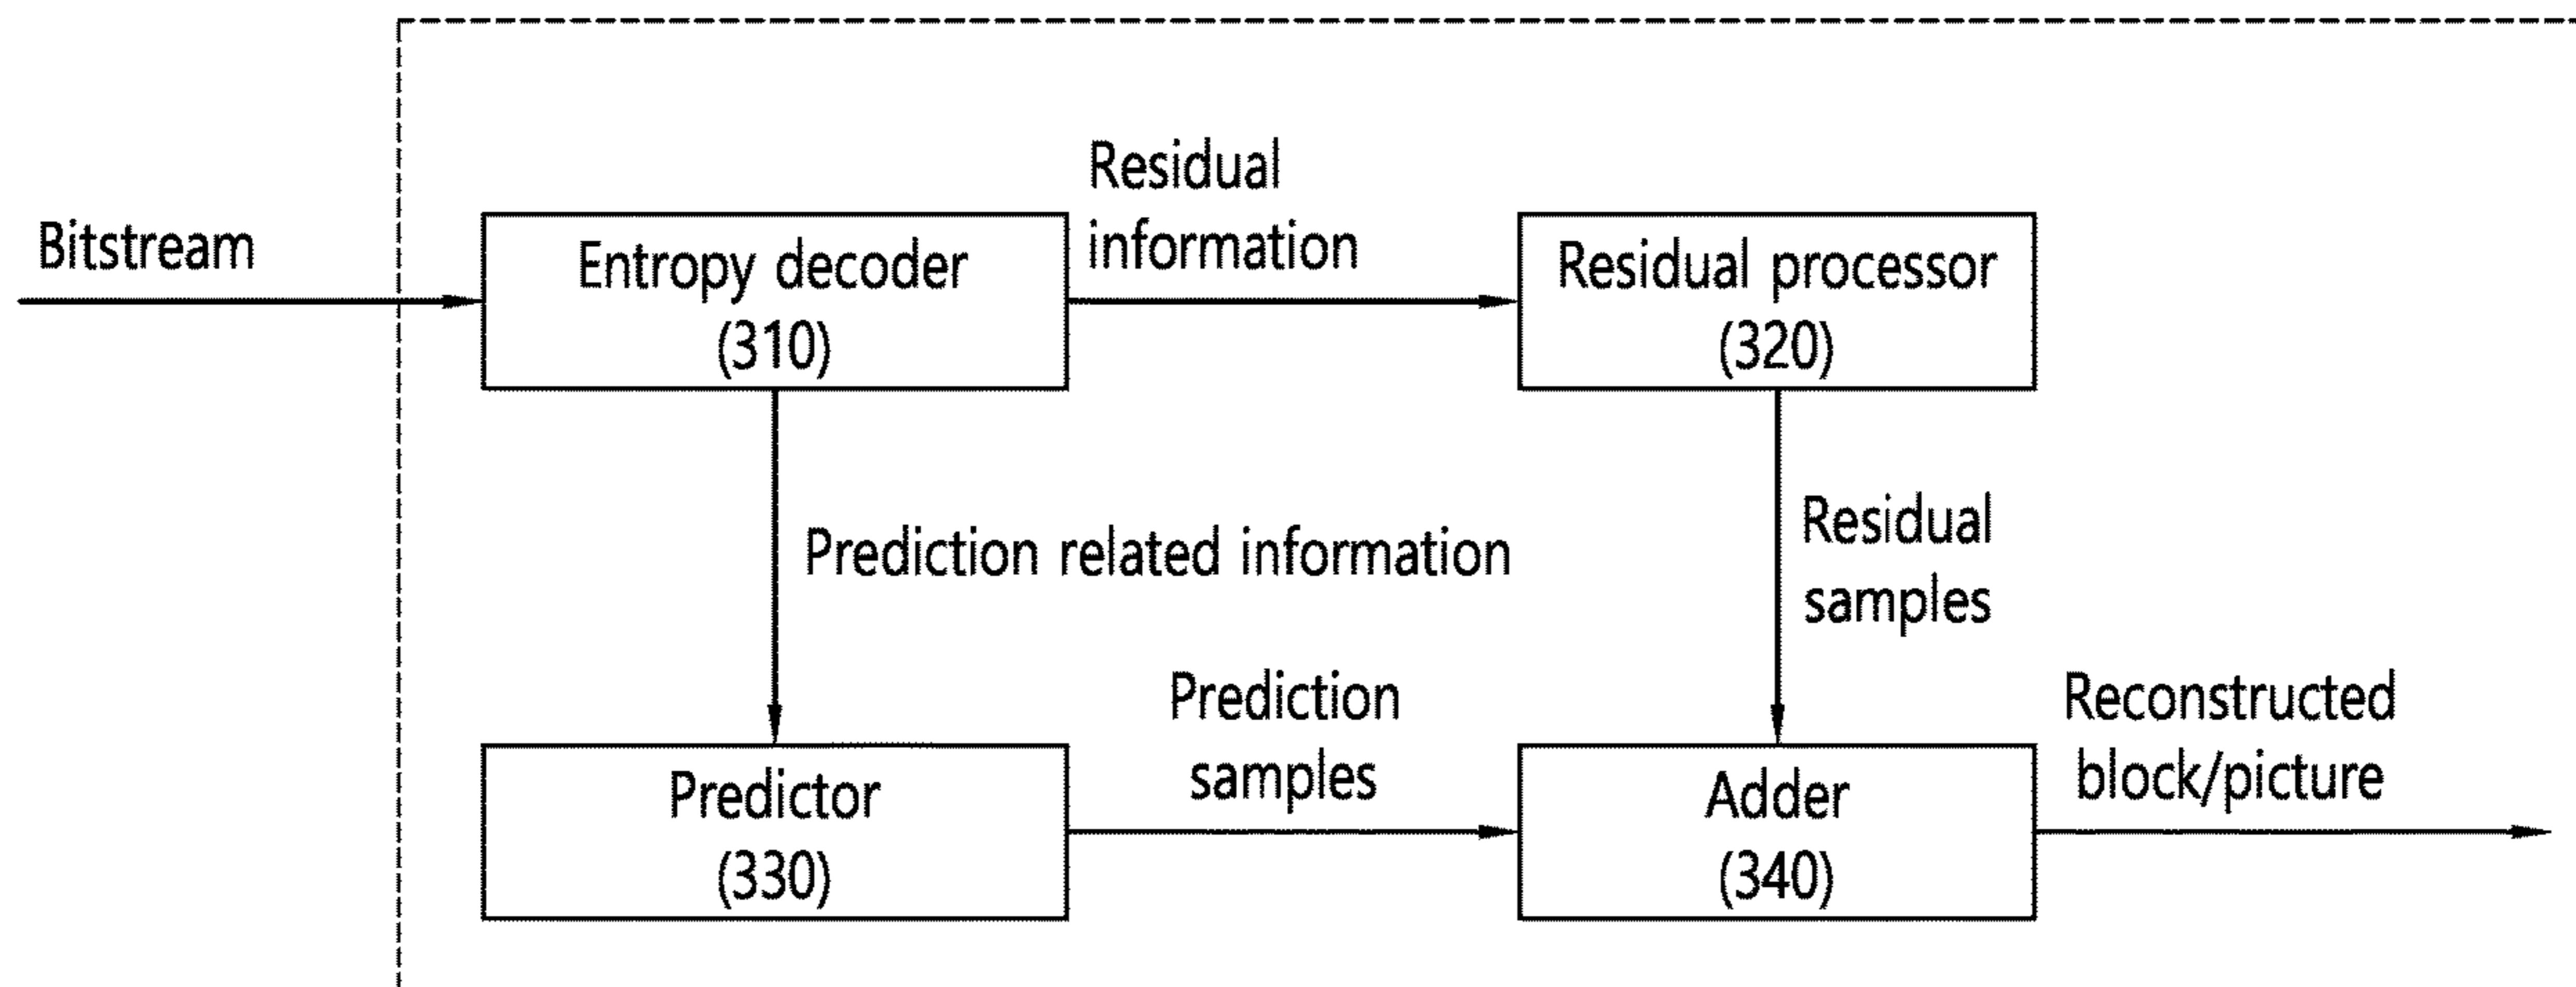 Bitstream
Entropy decoder
(310)
Residual
information
Residual processor
(320)
Prediction related information
Residual
samples
Predictor
(330)
Prediction
samples
Adder
(340)
Reconstructed
block/picture